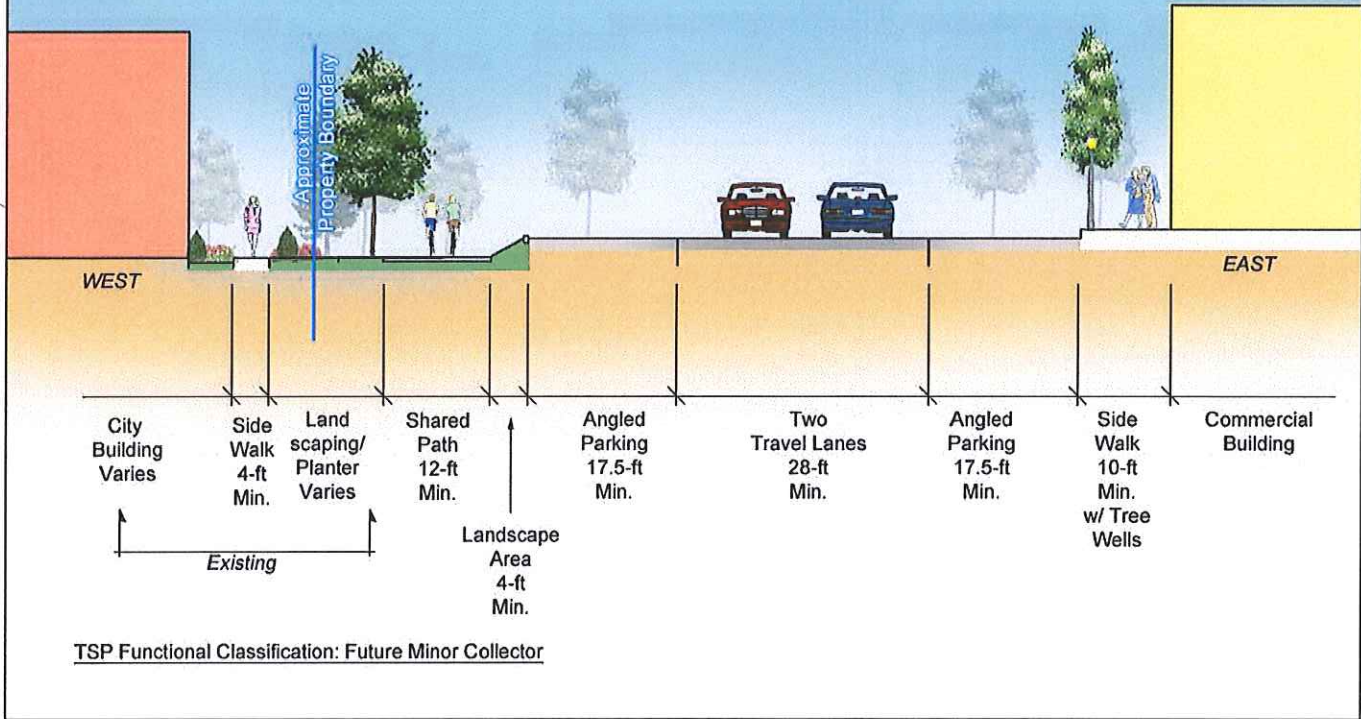 Approximate
Property Boundary
WEST
EAST
City
Building
Varies
Side
Walk
4-ft
Min.
Land
scaping/
Planter
Varies
Shared
Path
12-ft
Min.
Landscape
Area
4-ft
Min.
Angled
Parking
17.5-ft
Min.
Two
Travel Lanes
28-ft
Min.
Angled
Parking
17.5-ft
Min.
Side
Walk
10-ft
Min.
w/ Tree
Wells
Commercial
Building
Existing
TSP Functional Classification: Future Minor Collector